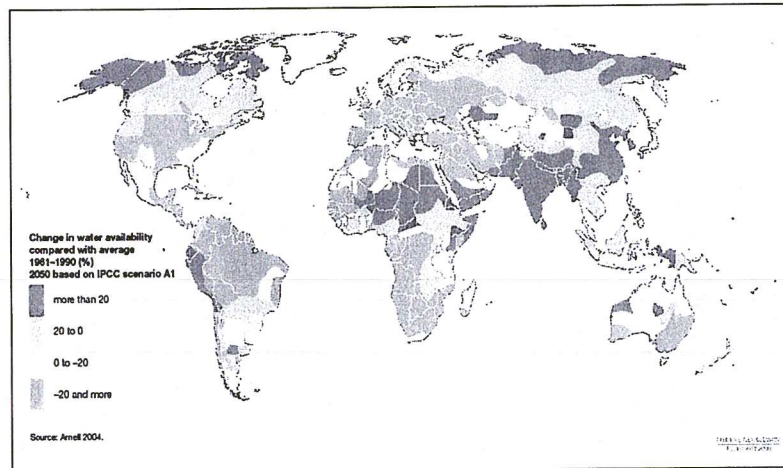 Change in water availability
compared with average
1961–1990 (%)
2050 based on IPCC scenario A1
more than 20
20 to 0
0 to –20
–20 and more
Source: Arnell 2004.